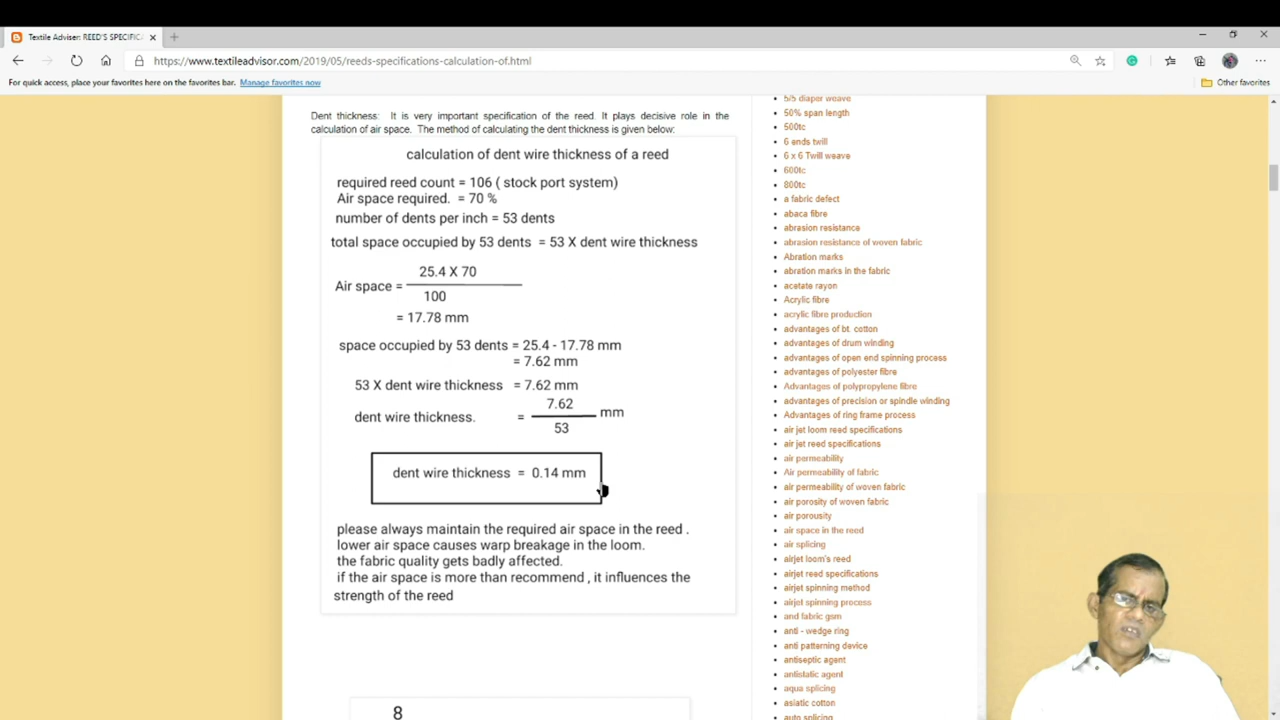 Textile Adviser: REED'S SPECIFICA
https://www.textileadvisor.com/2019/05/reeds-specifications-calculation-of.html
For quick access, place your favorites here on the favorites bar. Manage favorites now
Other favorites
Dent thickness: It is very important specification of the reed. It plays decisive role in the
calculation of air space. The method of calculating the dent thickness is given below:
calculation of dent wire thickness of a reed
required reed count = 106 ( stock port system)
Air space required. = 70 %
number of dents per inch = 53 dents
total space occupied by 53 dents = 53 X dent wire thickness
25.4 X 70
Air space =
100
= 17.78 mm
space occupied by 53 dents = 25.4 - 17.78 mm
= 7.62 mm
53 X dent wire thickness = 7.62 mm
7.62
dent wire thickness. = mm
53
dent wire thickness = 0.14 mm
please always maintain the required air space in the reed .
lower air space causes warp breakage in the loom.
the fabric quality gets badly affected.
if the air space is more than recommend , it influences the
strength of the reed
8
5/5 diaper weave
50% span length
500tc
6 ends twill
6 x 6 Twill weave
600tc
800tc
a fabric defect
abaca fibre
abrasion resistance
abrasion resistance of woven fabric
Abration marks
abration marks in the fabric
acetate rayon
Acrylic fibre
acrylic fibre production
advantages of bt. cotton
advantages of drum winding
advantages of open end spinning process
advantages of polyester fibre
Advantages of polypropylene fibre
advantages of precision or spindle winding
Advantages of ring frame process
air jet loom reed specifications
air jet reed specifications
air permeability
Air permeability of fabric
air permeability of woven fabric
air porosity of woven fabric
air porousity
air space in the reed
air splicing
airjet loom's reed
airjet reed specifications
airjet spinning method
airjet spinning process
and fabric gsm
anti - wedge ring
anti patterning device
antiseptic agent
antistatic agent
aqua splicing
asiatic cotton
auto splicing